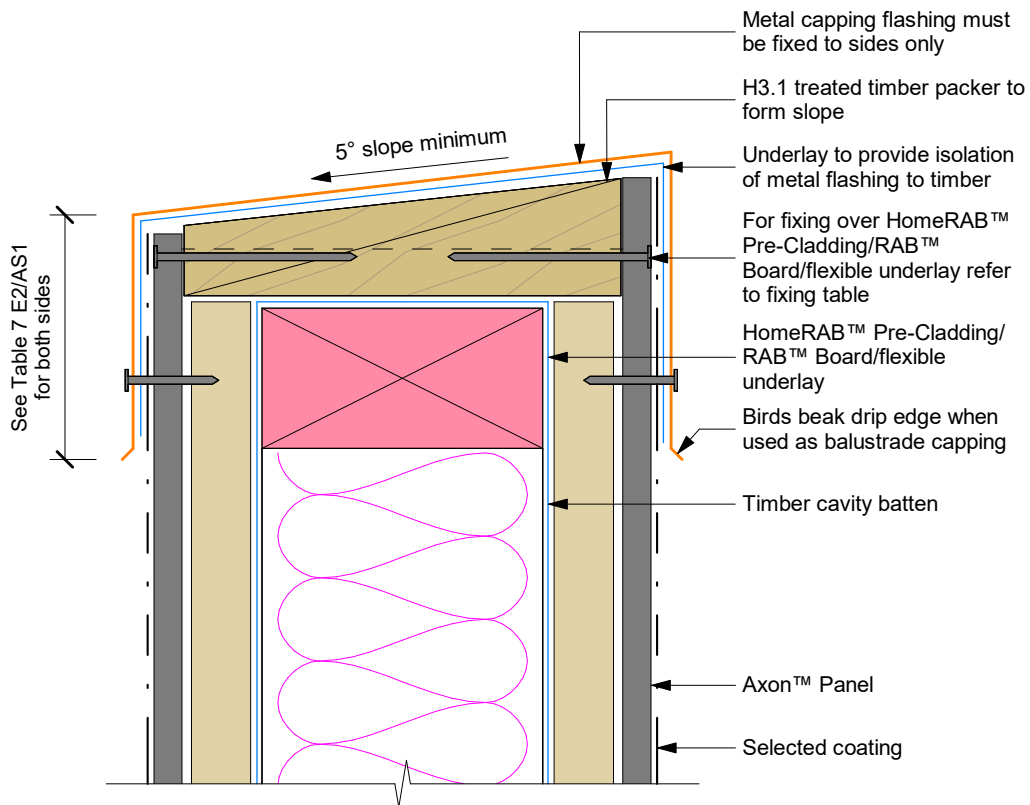 Metal capping flashing must
be fixed to sides only
H3.1 treated timber packer to
form slope
5° slope minimum
Underlay to provide isolation
of metal flashing to timber
For fixing over HomeRAB™
Pre-Cladding/RAB™
Board/flexible underlay refer
to fixing table
See Table 7 E2/AS1
for both sides
HomeRAB™ Pre-Cladding/
RAB™ Board/flexible
underlay
Birds beak drip edge when
used as balustrade capping
Timber cavity batten
Axon™ Panel
Selected coating